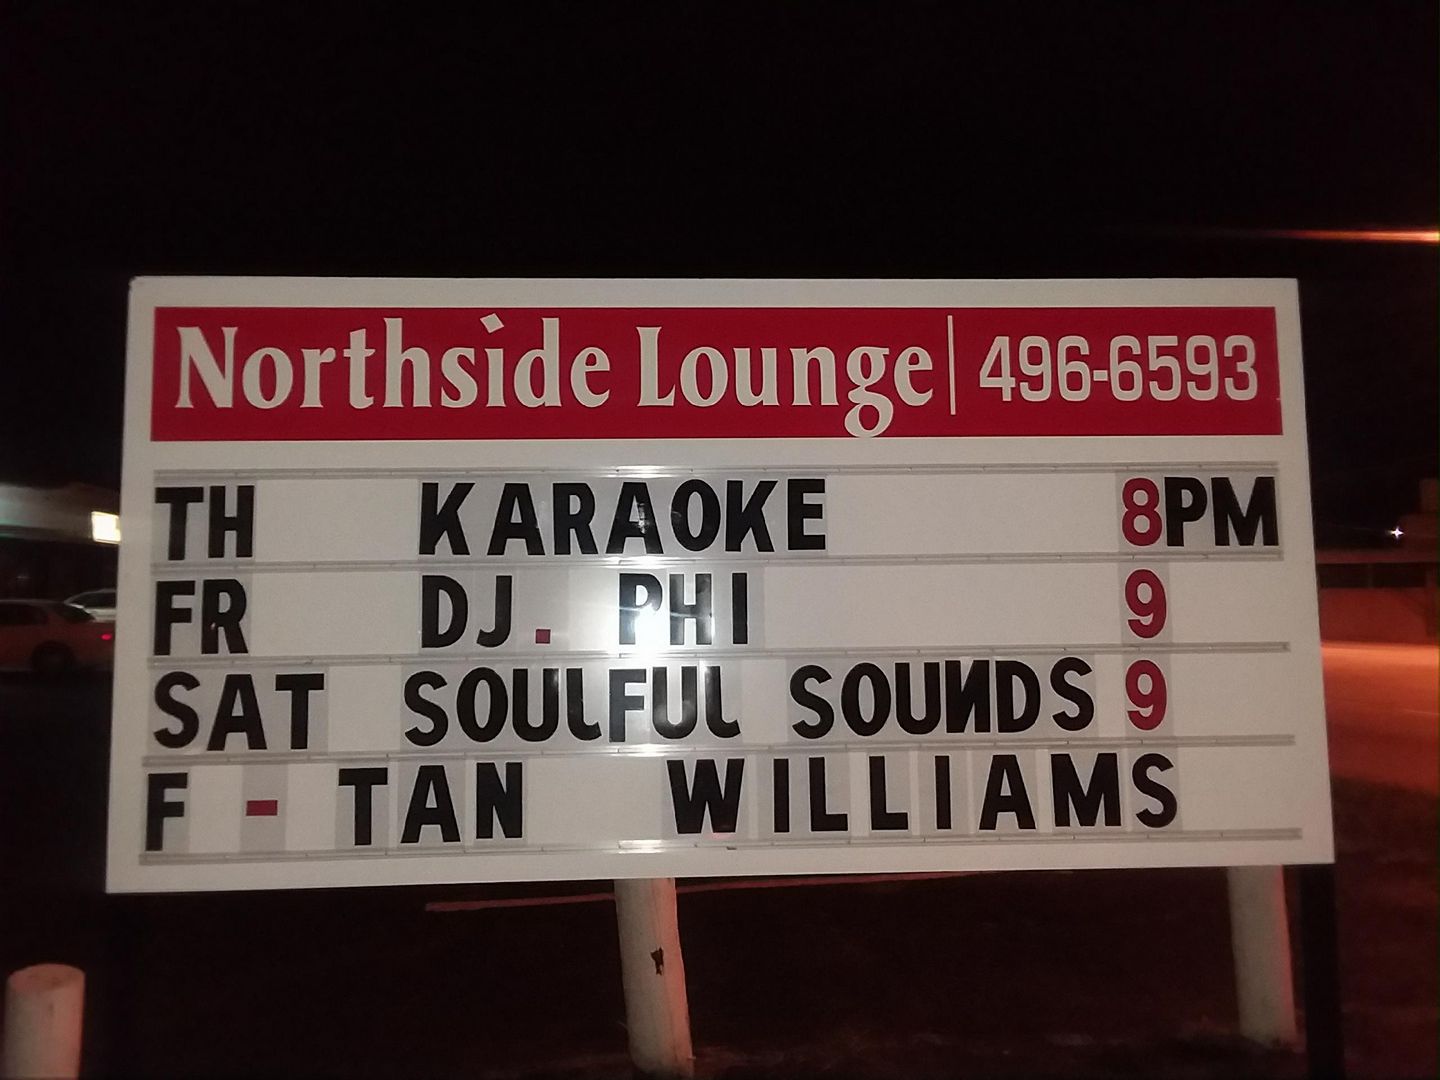 Northside Lounge | 496-6593
TH KARAOKE 8PM
FR DJ. PHI 9
SAT SOULFUL SOUNDS 9
F - TAN WILLIAMS